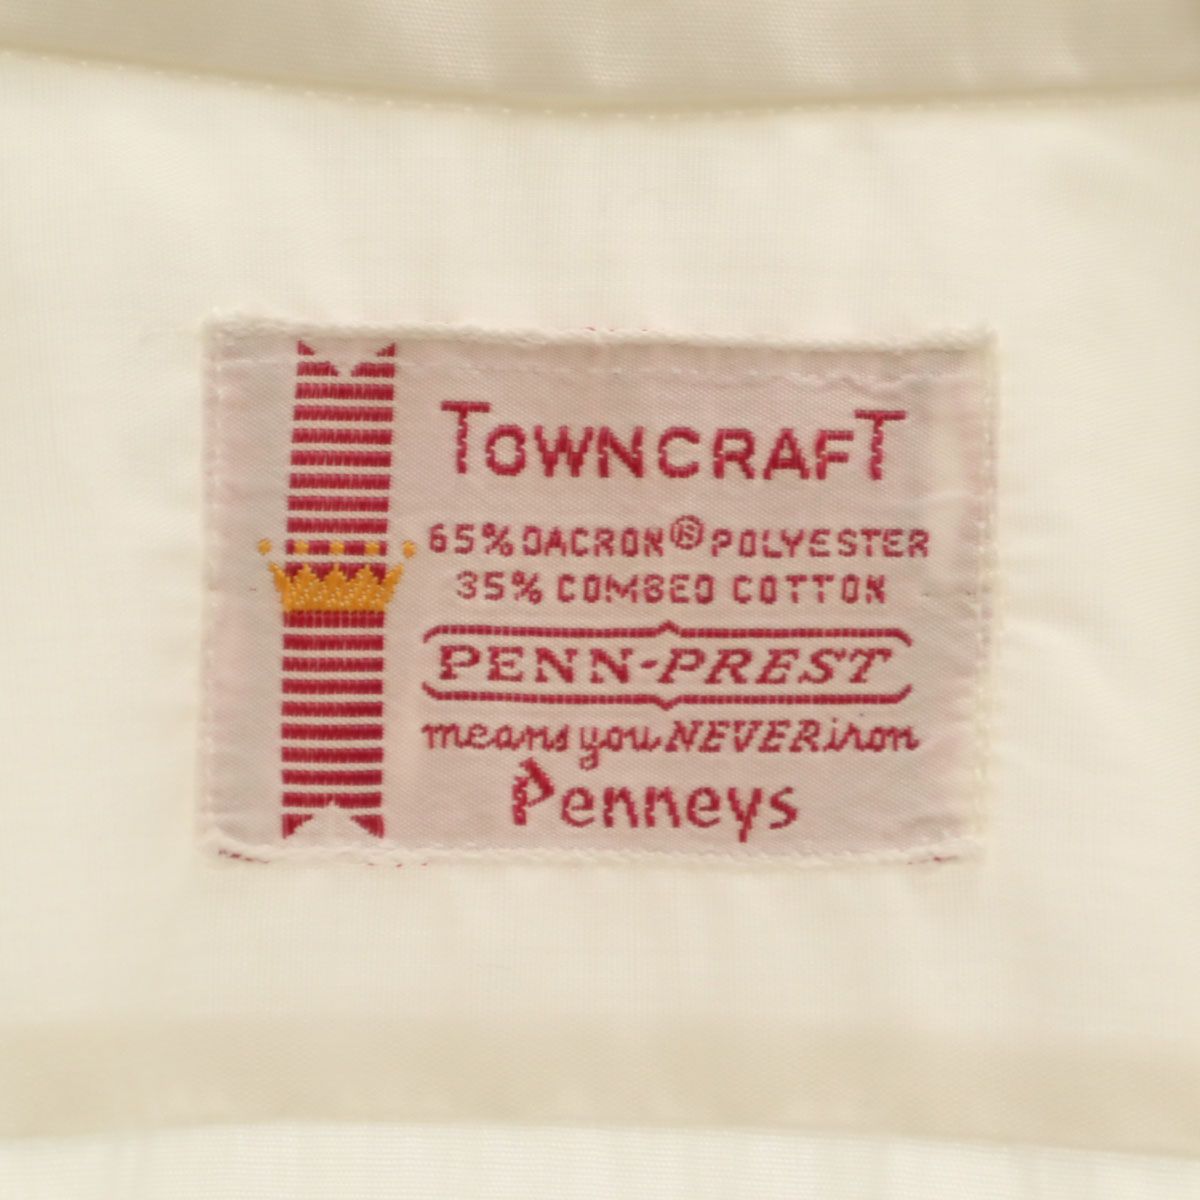 TOWNCRAFT
65% DACRON® POLYESTER
35% COMBED COTTON
PENN-PREST
means you NEVER iron
Penneys